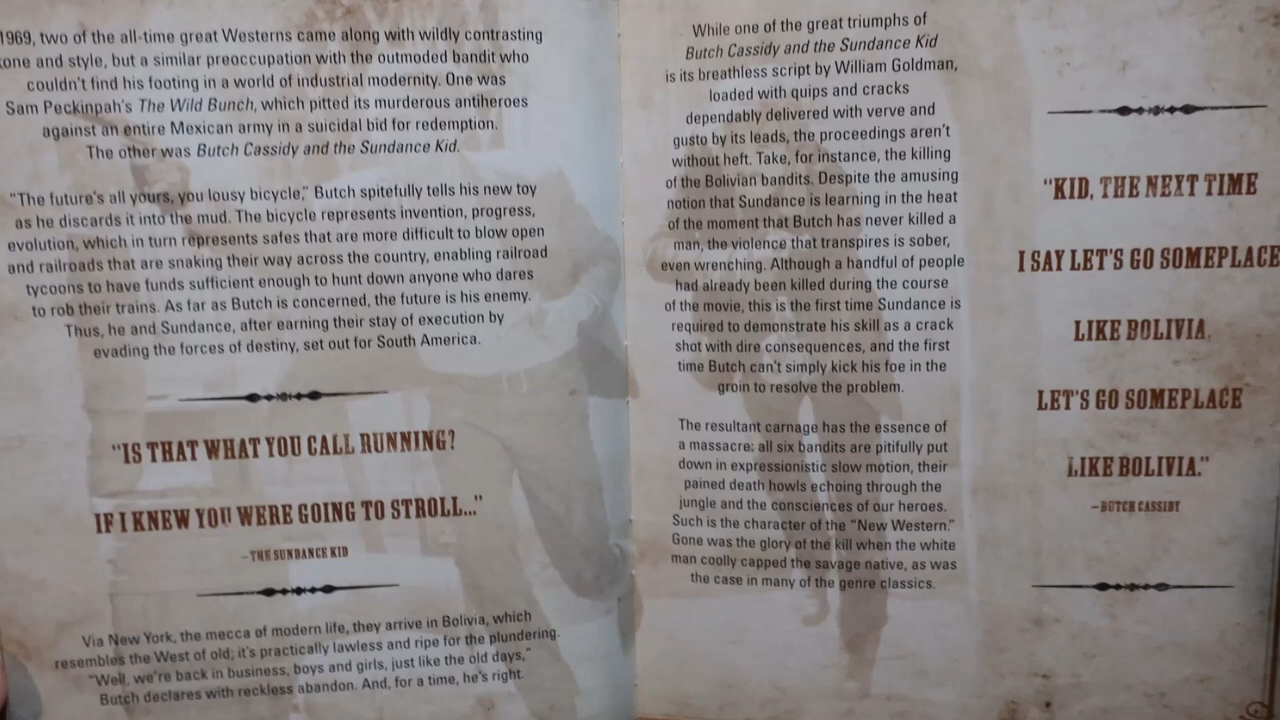 1969, two of the all-time great Westerns came along with wildly contrasting
tone and style, but a similar preoccupation with the outmoded bandit who
couldn't find his footing in a world of industrial modernity. One was
Sam Peckinpah's The Wild Bunch, which pitted its murderous antiheroes
against an entire Mexican army in a suicidal bid for redemption.
The other was Butch Cassidy and the Sundance Kid.
"The future's all yours, you lousy bicycle," Butch spitefully tells his new toy
as he discards it into the mud. The bicycle represents invention, progress,
evolution, which in turn represents safes that are more difficult to blow open
and railroads that are snaking their way across the country, enabling railroad
tycoons to have funds sufficient enough to hunt down anyone who dares
to rob their trains. As far as Butch is concerned, the future is his enemy.
Thus, he and Sundance, after earning their stay of execution by
evading the forces of destiny, set out for South America.
"IS THAT WHAT YOU CALL RUNNING?
IF I KNEW YOU WERE GOING TO STROLL..."
–THE SUNDANCE KID
Via New York, the mecca of modern life, they arrive in Bolivia, which
resembles the West of old; it's practically lawless and ripe for the plundering.
"Well, we're back in business, boys and girls, just like the old days,"
Butch declares with reckless abandon. And, for a time, he's right.
While one of the great triumphs of
Butch Cassidy and the Sundance Kid
is its breathless script by William Goldman,
loaded with quips and cracks
dependably delivered with verve and
gusto by its leads, the proceedings aren't
without heft. Take, for instance, the killing
of the Bolivian bandits. Despite the amusing
notion that Sundance is learning in the heat
of the moment that Butch has never killed a
man, the violence that transpires is sober,
even wrenching. Although a handful of people
had already been killed during the course
of the movie, this is the first time Sundance is
required to demonstrate his skill as a crack
shot with dire consequences, and the first
time Butch can't simply kick his foe in the
groin to resolve the problem.
The resultant carnage has the essence of
a massacre: all six bandits are pitifully put
down in expressionistic slow motion, their
pained death howls echoing through the
jungle and the consciences of our heroes.
Such is the character of the "New Western."
Gone was the glory of the kill when the white
man coolly capped the savage native, as was
the case in many of the genre classics.
"KID, THE NEXT TIME
I SAY LET'S GO SOMEPLACE
LIKE BOLIVIA,
LET'S GO SOMEPLACE
LIKE BOLIVIA."
–BUTCH CASSIDY